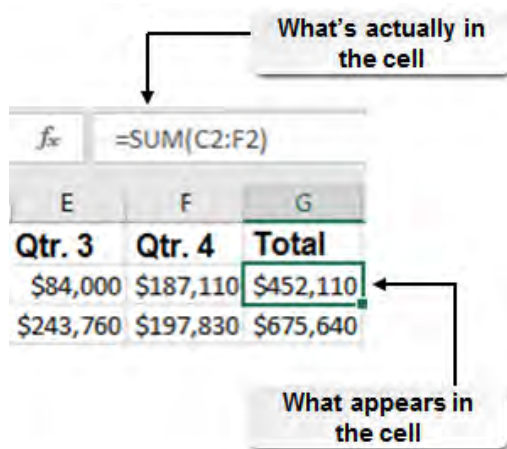 What's actually in
the cell
fx =SUM(C2:F2)
E F G
Qtr. 3 Qtr. 4 Total
$84,000 $187,110 $452,110
$243,760 $197,830 $675,640
What appears in
the cell